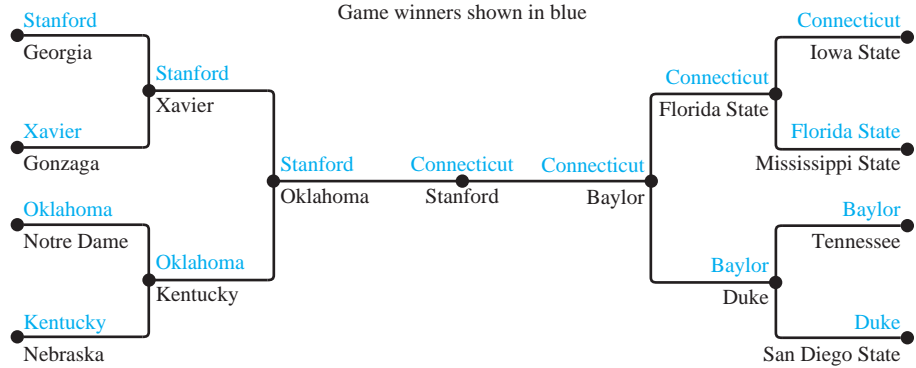 Game winners shown in blue
Stanford
Georgia
Stanford
Xavier
Xavier
Gonzaga
Stanford
Oklahoma
Oklahoma
Notre Dame
Oklahoma
Kentucky
Kentucky
Nebraska
Connecticut
Stanford
Connecticut
Baylor
Connecticut
Florida State
Connecticut
Iowa State
Florida State
Mississippi State
Baylor
Duke
Baylor
Tennessee
Duke
San Diego State